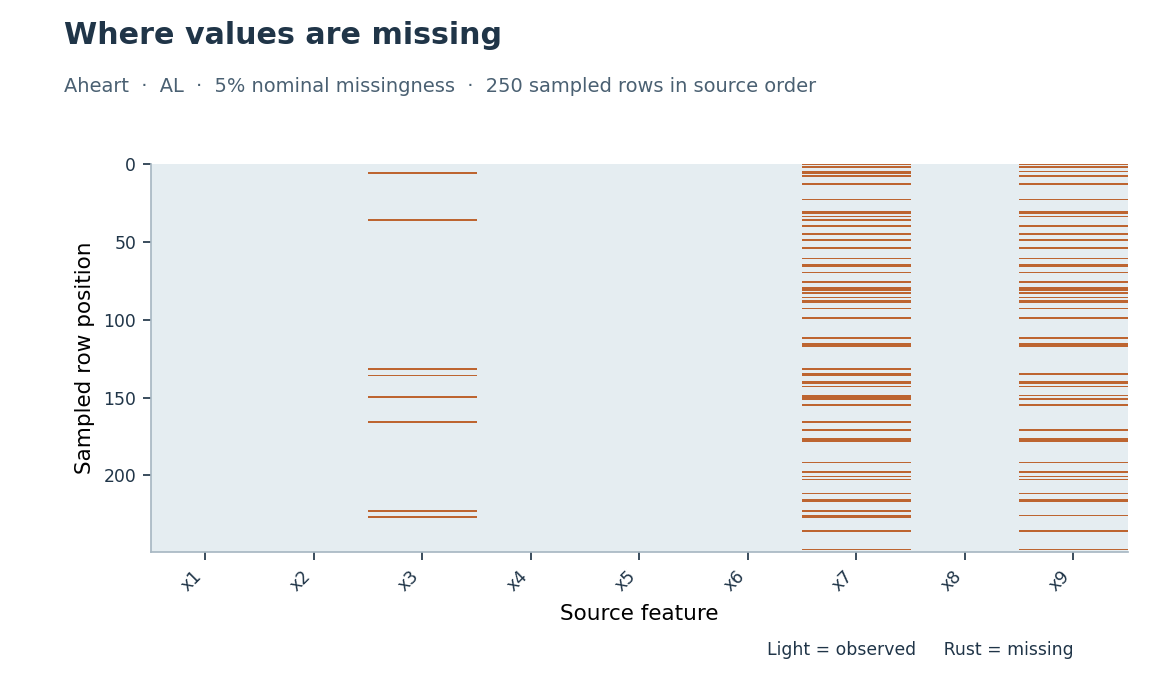 Where values are missing
Aheart · AL · 5% nominal missingness · 250 sampled rows in source order
0
50
100
150
200
Sampled row position
x1 x2 x3 x4 x5 x6 x7 x8 x9
Source feature
Light = observed Rust = missing